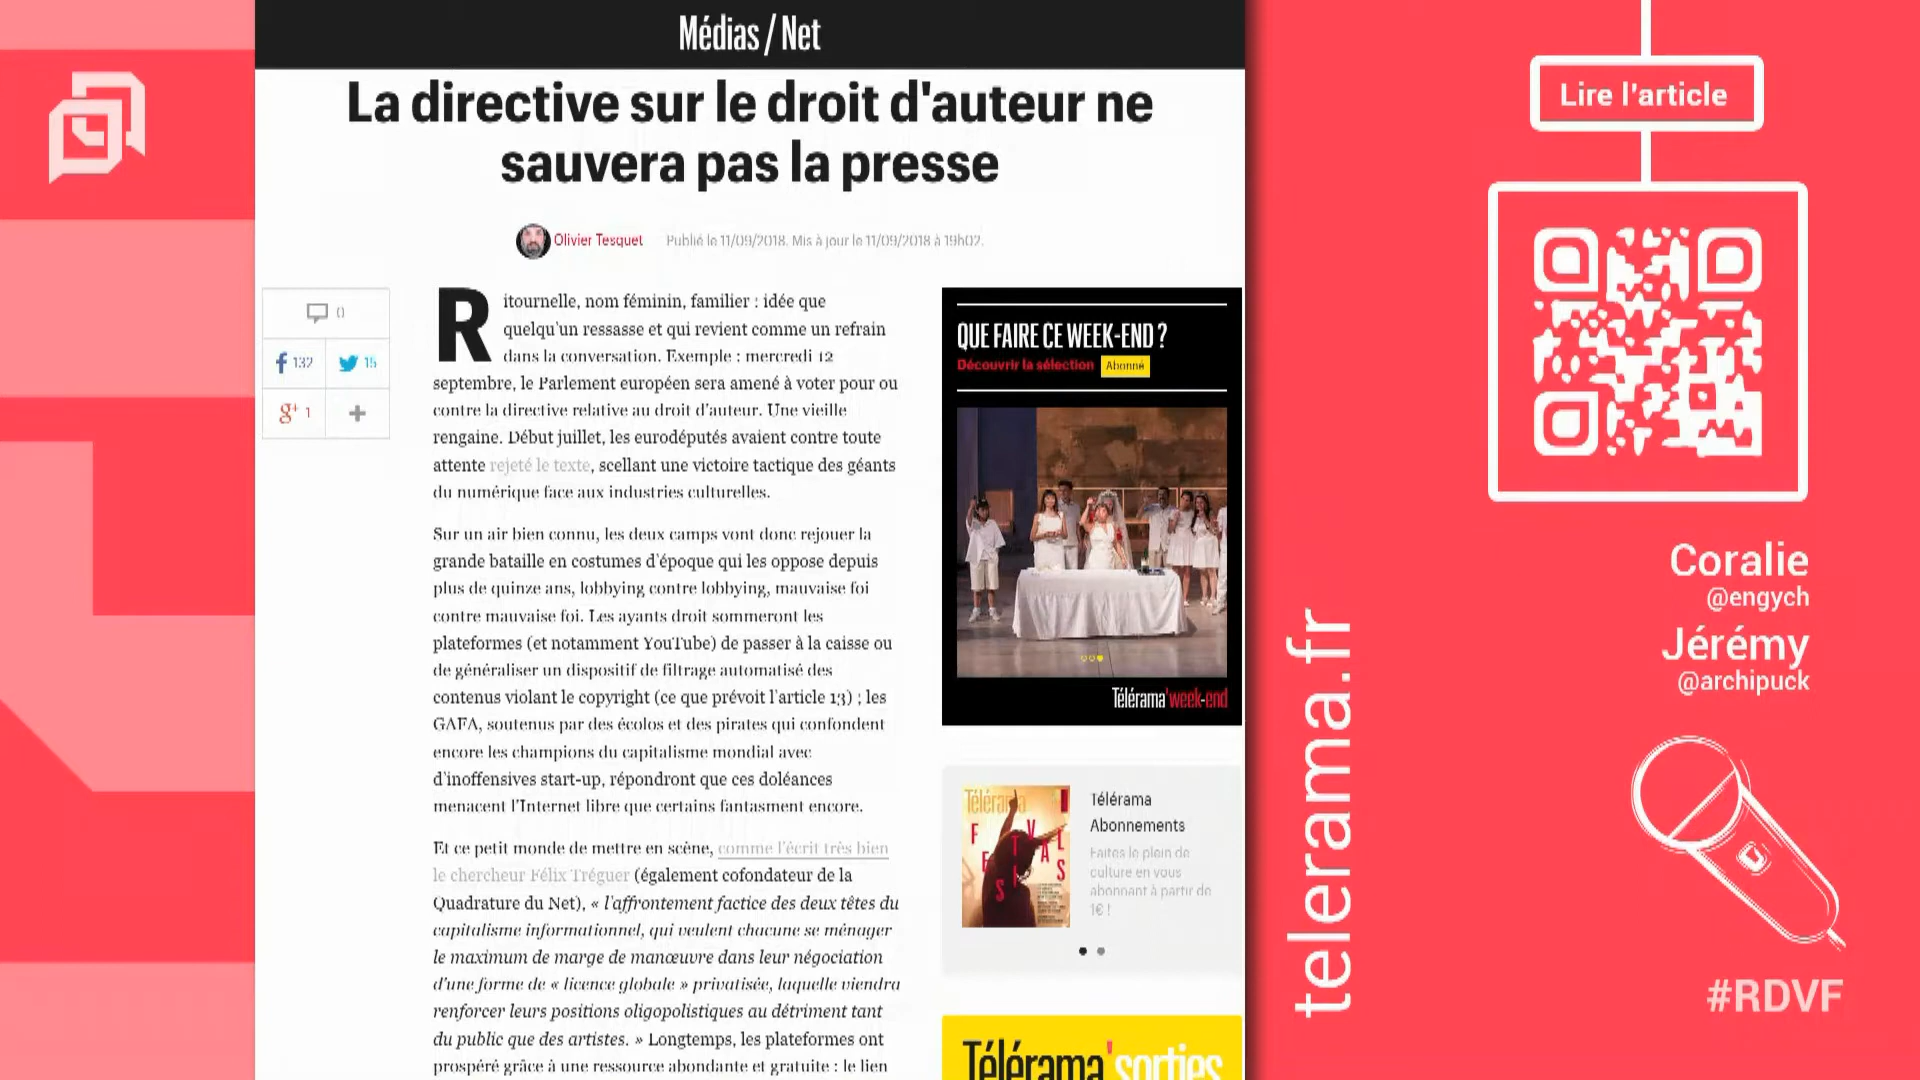 Médias / Net
La directive sur le droit d'auteur ne
sauvera pas la presse
Olivier Tesquet
Publié le 11/09/2018. Mis à jour le 11/09/2018 à 19h02.
0
132
15
g+ 1
+
Ritournelle, nom féminin, familier : idée que
quelqu'un ressasse et qui revient comme un refrain
dans la conversation. Exemple : mercredi 12
septembre, le Parlement européen sera amené à voter pour ou
contre la directive relative au droit d'auteur. Une vieille
rengaine. Début juillet, les eurodéputés avaient contre toute
attente rejeté le texte, scellant une victoire tactique des géants
du numérique face aux industries culturelles.
Sur un air bien connu, les deux camps vont donc rejouer la
grande bataille en costumes d'époque qui les oppose depuis
plus de quinze ans, lobbying contre lobbying, mauvaise foi
contre mauvaise foi. Les ayants droit sommeront les
plateformes (et notamment YouTube) de passer à la caisse ou
de généraliser un dispositif de filtrage automatisé des
contenus violant le copyright (ce que prévoit l'article 13) ; les
GAFA, soutenus par des écolos et des pirates qui confondent
encore les champions du capitalisme mondial avec
d'inoffensives start-up, répondront que ces doléances
menacent l'Internet libre que certains fantasment encore.
Et ce petit monde de mettre en scène, comme l'écrit très bien
le chercheur Félix Tréguer (également cofondateur de la
Quadrature du Net), « l'affrontement factice des deux têtes du
capitalisme informationnel, qui veulent chacune se ménager
le maximum de marge de manœuvre dans leur négociation
d'une forme de « licence globale » privatisée, laquelle viendra
renforcer leurs positions oligopolistiques au détriment tant
du public que des artistes. » Longtemps, les plateformes ont
prospéré grâce à une ressource abondante et gratuite : le lien
QUE FAIRE CE WEEK-END ?
Découvrir la sélection Abonné
Télérama'week-end
Télérama
FESTIVALS
Télérama
Abonnements
Faites le plein de
culture en vous
abonnant à partir de
1€ !
Télérama'sorties
telerama.fr
Lire l'article
Coralie
@engych
Jérémy
@archipuck
#RDVF